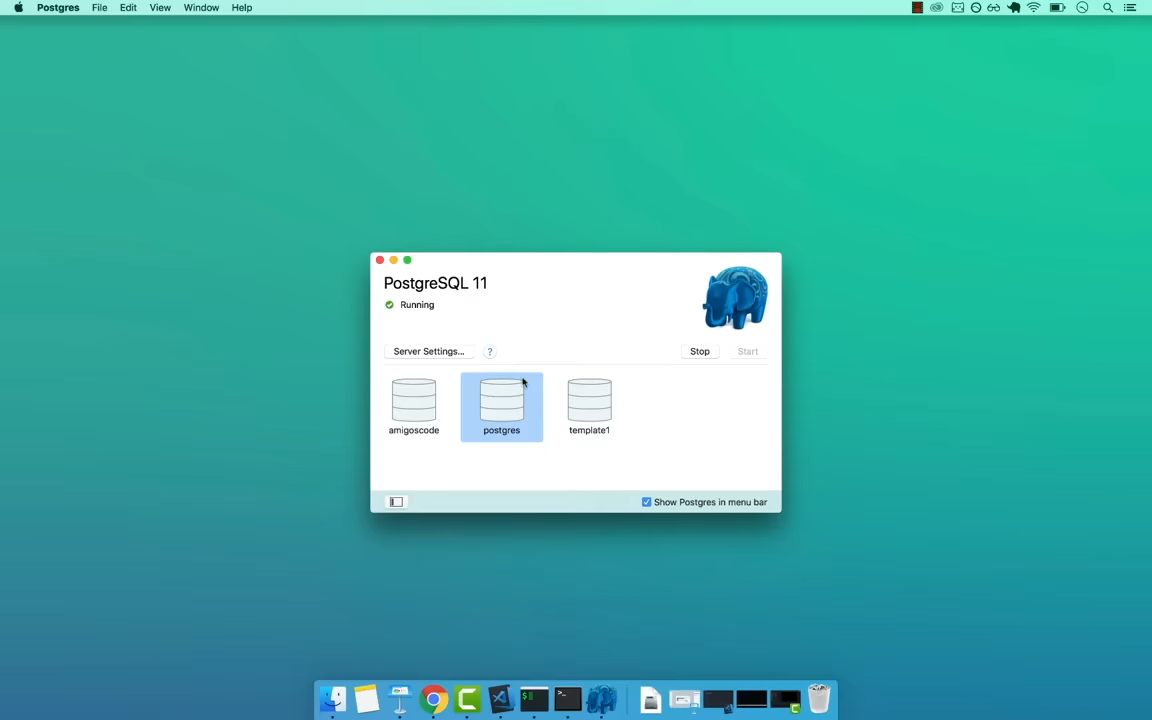 Postgres File Edit View Window Help
PostgreSQL 11
Running
Server Settings... ? Stop Start
amigoscode postgres template1
Show Postgres in menu bar